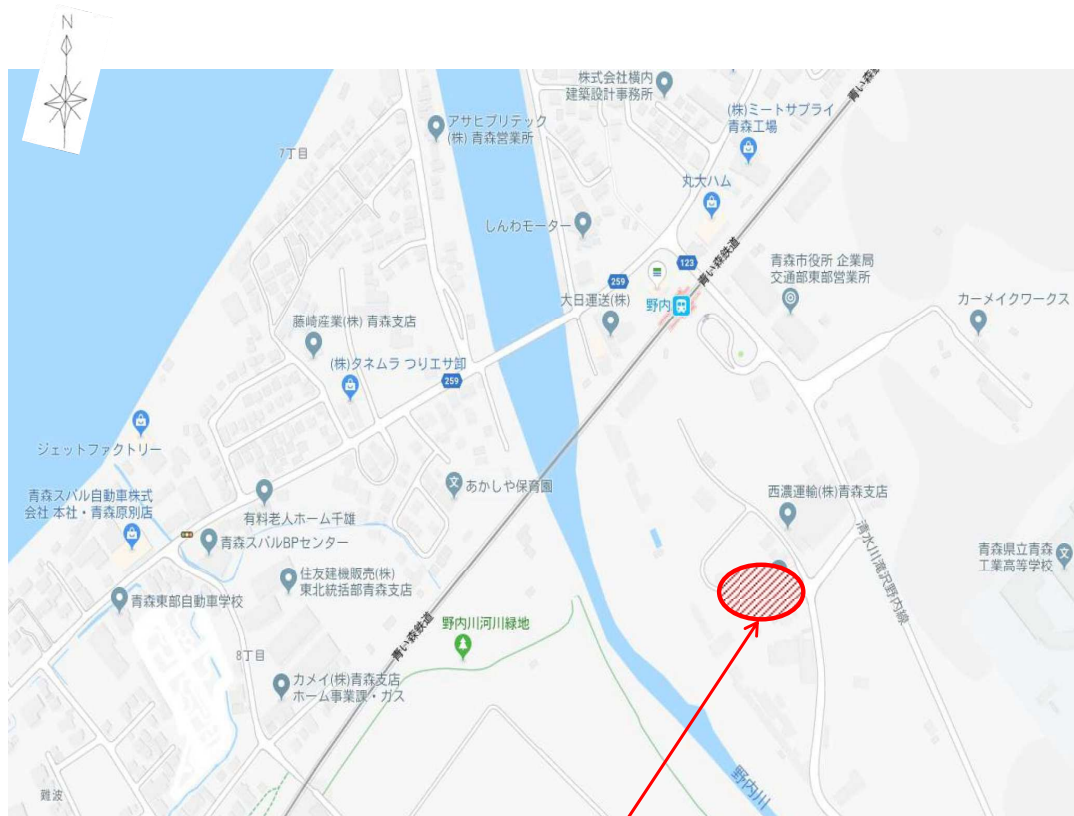 N
株式会社横内
建築設計事務所
青い森鉄道
(株)ミートサプライ
青森工場
アサヒプリテック
(株) 青森営業所
7丁目
丸大ハム
しんわモーター
青い森鉄道
123
青森市役所 企業局
交通部東部営業所
259
大日運送(株)
野内
カーメイクワークス
藤崎産業(株) 青森支店
(株)タネムラ つりエサ卸
259
ジェットファクトリー
あかしや保育園
青森スバル自動車株式
会社 本社・青森原別店
有料老人ホーム千雄
西濃運輸(株)青森支店
青森スバルBPセンター
清水川滝沢野内線
青森県立青森
工業高等学校
住友建機販売(株)
東北統括部青森支店
青森東部自動車学校
野内川河川緑地
青い森鉄道
8丁目
カメイ(株)青森支店
ホーム事業課・ガス
野内川
難波